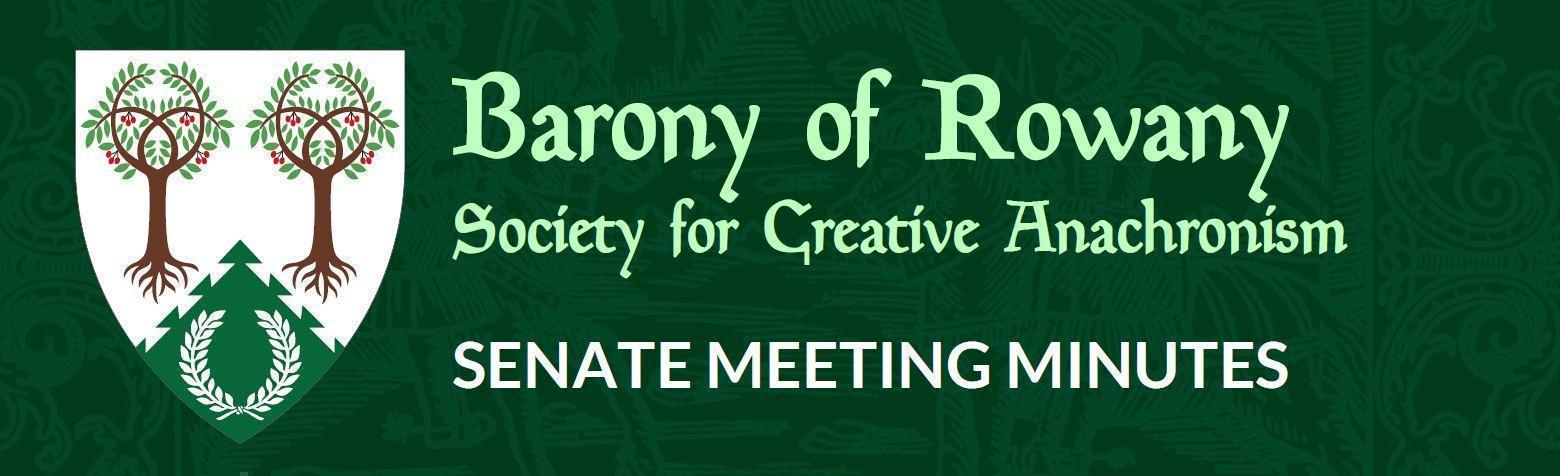 Barony of Rowany
Society for Creative Anachronism
SENATE MEETING MINUTES